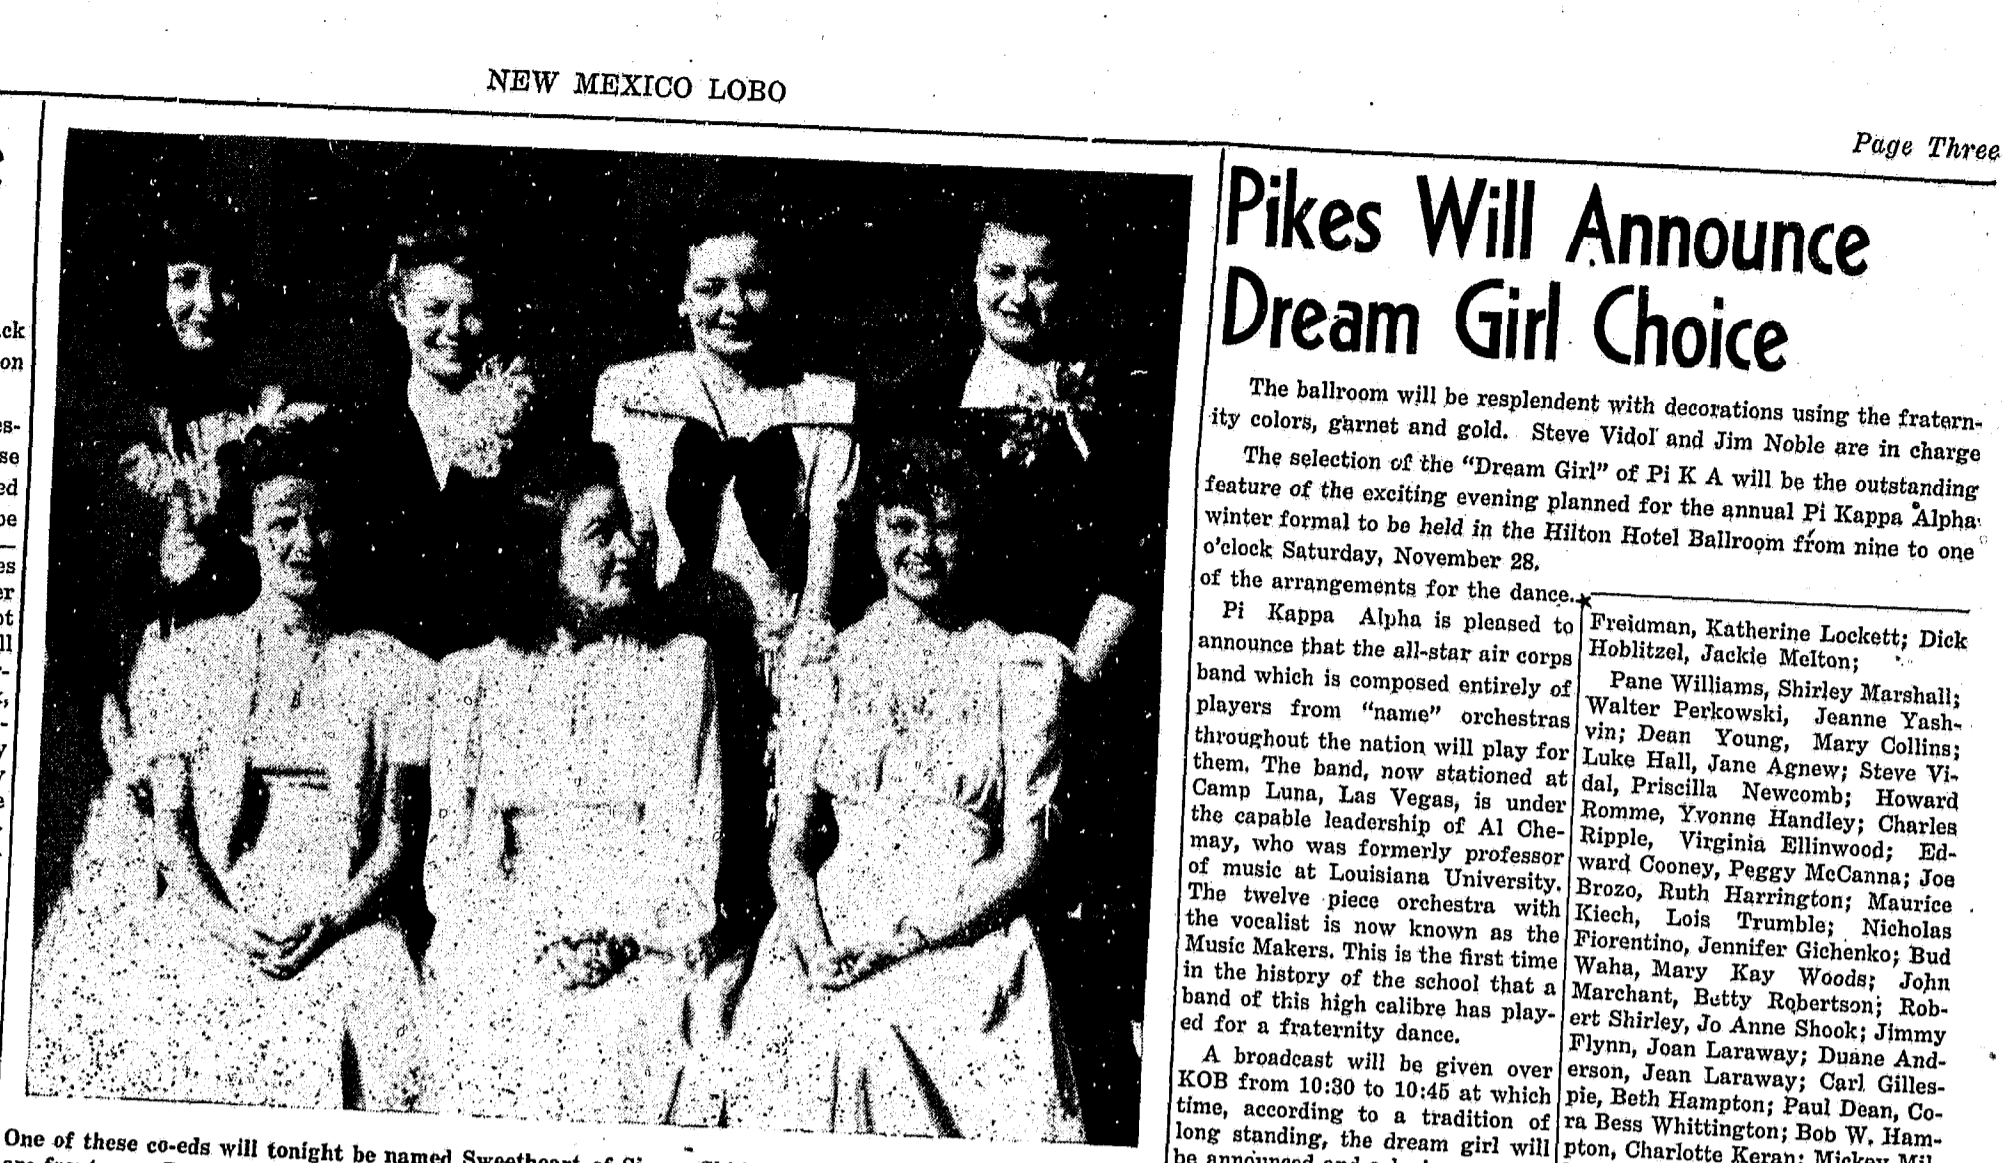 NEW MEXICO LOBO
Page Three
ck
on
es-
se
ed
be
es
er
ot
ll
One of these co-eds will tonight be named Sweetheart of
Pikes Will Announce
Dream Girl Choice
The ballroom will be resplendent with decorations using the fratern-
ity colors, garnet and gold. Steve Vidol and Jim Noble are in charge
The selection of the "Dream Girl" of Pi K A will be the outstanding
feature of the exciting evening planned for the annual Pi Kappa Alpha
winter formal to be held in the Hilton Hotel Ballroom from nine to one
o'clock Saturday, November 28.
of the arrangements for the dance.
Pi Kappa Alpha is pleased to
announce that the all-star air corps
band which is composed entirely of
players from "name" orchestras
throughout the nation will play for
them. The band, now stationed at
Camp Luna, Las Vegas, is under
the capable leadership of Al Che-
may, who was formerly professor
of music at Louisiana University.
The twelve piece orchestra with
the vocalist is now known as the
Music Makers. This is the first time
in the history of the school that a
band of this high calibre has play-
ed for a fraternity dance.
A broadcast will be given over
KOB from 10:30 to 10:45 at which
time, according to a tradition of
long standing, the dream girl will
be announced
Freidman, Katherine Lockett; Dick
Hoblitzel, Jackie Melton;
Pane Williams, Shirley Marshall;
Walter Perkowski, Jeanne Yash-
vin; Dean Young, Mary Collins;
Luke Hall, Jane Agnew; Steve Vi-
dal, Priscilla Newcomb; Howard
Romme, Yvonne Handley; Charles
Ripple, Virginia Ellinwood; Ed-
ward Cooney, Peggy McCanna; Joe
Brozo, Ruth Harrington; Maurice
Kiech, Lois Trumble; Nicholas
Fiorentino, Jennifer Gichenko; Bud
Waha, Mary Kay Woods; John
Marchant, Betty Robertson; Rob-
ert Shirley, Jo Anne Shook; Jimmy
Flynn, Joan Laraway; Duane And-
erson, Jean Laraway; Carl Gilles-
pie, Beth Hampton; Paul Dean, Co-
ra Bess Whittington; Bob W. Ham-
pton, Charlotte Keran; Mickey